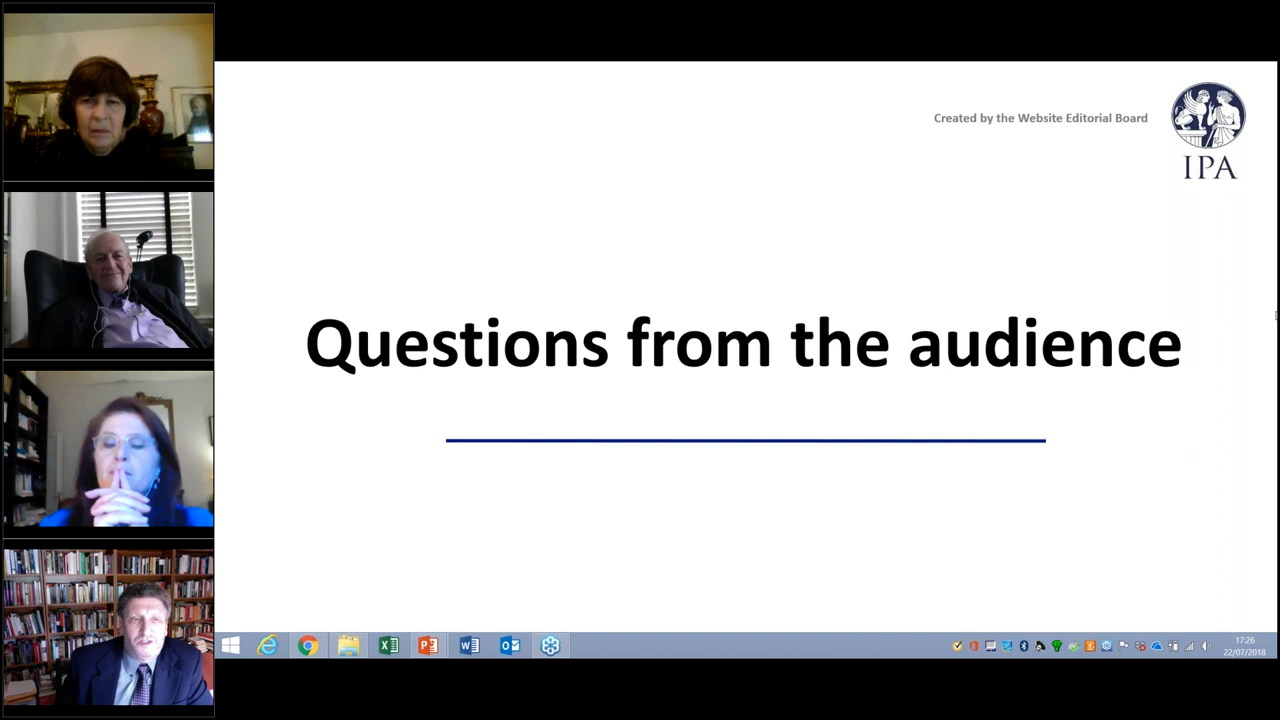 Created by the Website Editorial Board
IPA
Questions from the audience
17:26
22/07/2018